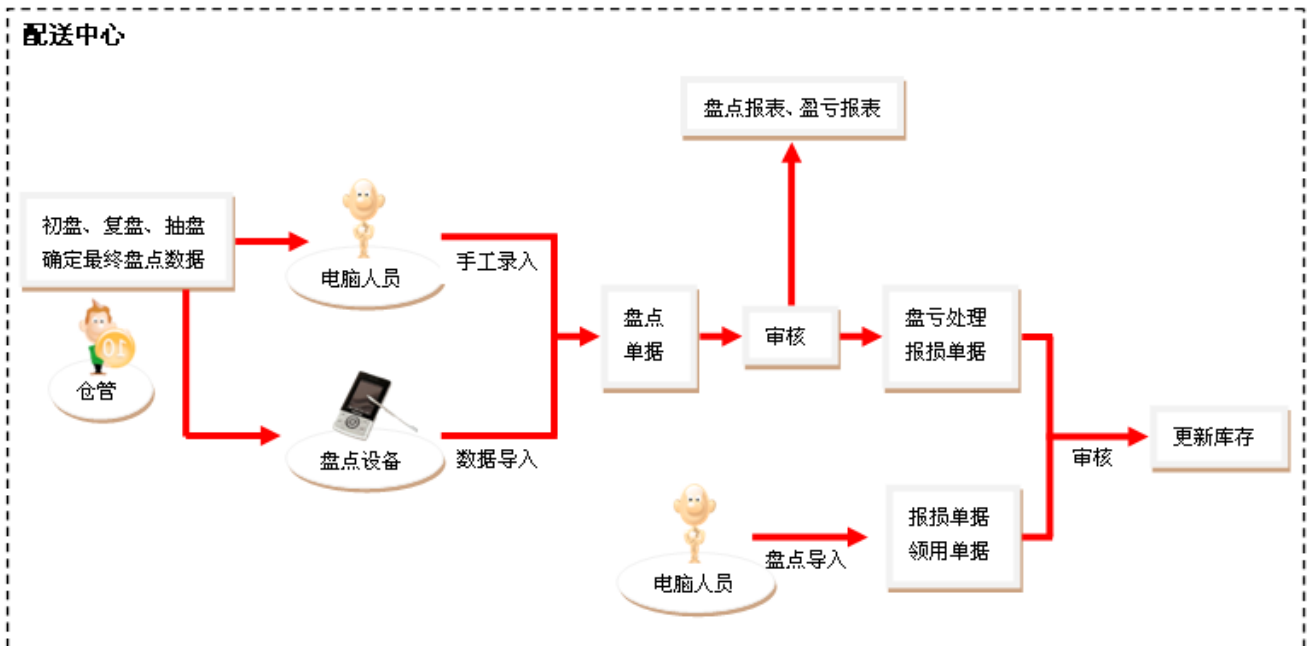 配送中心
盘点报表、盈亏报表
初盘、复盘、抽盘
确定最终盘点数据
电脑人员
手工录入
仓管
10
盘点设备
数据导入
盘点
单据
审核
盘亏处理
报损单据
审核
更新库存
电脑人员
盘点导入
报损单据
领用单据